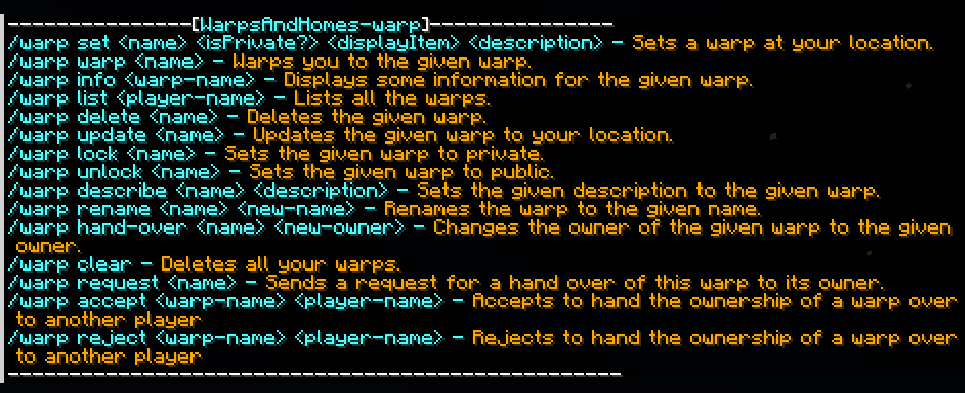 ----------------[WarpsAndHomes-warp]----------------
/warp set <name> <isPrivate?> <displayItem> <description> - Sets a warp at your location.
/warp warp <name> - Warps you to the given warp.
/warp info <warp-name> - Displays some information for the given warp.
/warp list <player-name> - Lists all the warps.
/warp delete <name> - Deletes the given warp.
/warp update <name> - Updates the given warp to your location.
/warp lock <name> - Sets the given warp to private.
/warp unlock <name> - Sets the given warp to public.
/warp describe <name> <description> - Sets the given description to the given warp.
/warp rename <name> <new-name> - Renames the warp to the given name.
/warp hand-over <name> <new-owner> - Changes the owner of the given warp to the given
owner.
/warp clear - Deletes all your warps.
/warp request <name> - Sends a request for a hand over of this warp to its owner.
/warp accept <warp-name> <player-name> - Accepts to hand the ownership of a warp over
to another player
/warp reject <warp-name> <player-name> - Rejects to hand the ownership of a warp over
to another player
-----------------------------------------------------